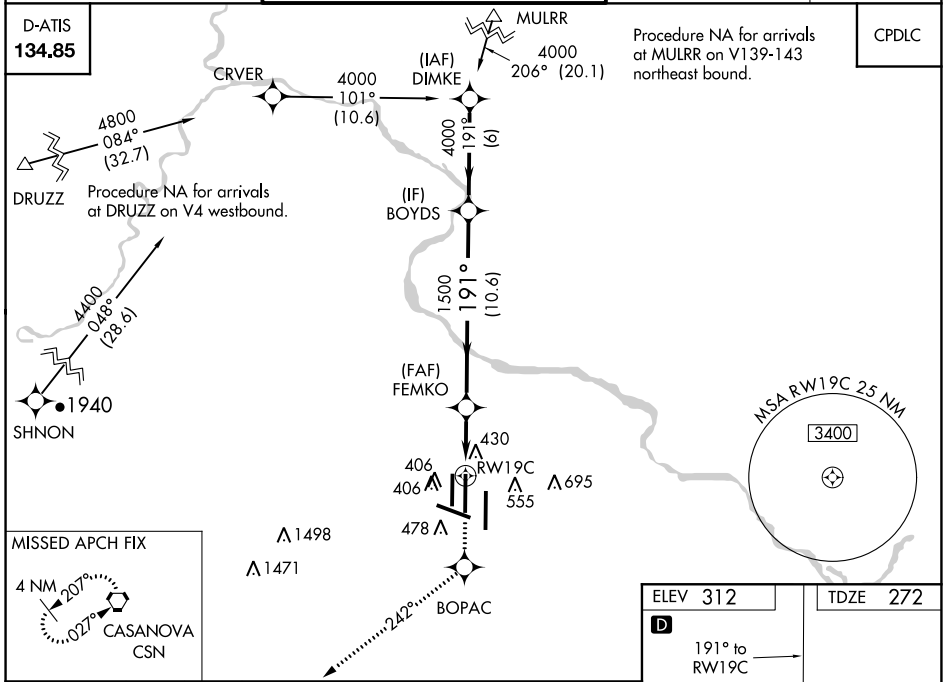 D-ATIS
134.85
MULRR
4000
206° (20.1)
Procedure NA for arrivals
at MULRR on V139-143
northeast bound.
CPDLC
CRVER
4000
101°
(10.6)
(IAF)
DIMKE
4800
084°
(32.7)
4000
191°
(6)
DRUZZ
Procedure NA for arrivals
at DRUZZ on V4 westbound.
(IF)
BOYDS
4400
048°
(28.6)
1500
191°
(10.6)
(FAF)
FEMKO
1940
SHNON
MSA RW19C 25 NM
3400
430
RW19C
406
406
555
695
478
1498
1471
MISSED APCH FIX
4 NM
207°
027°
CASANOVA
CSN
BOPAC
242°
ELEV 312
TDZE 272
D
191° to
RW19C